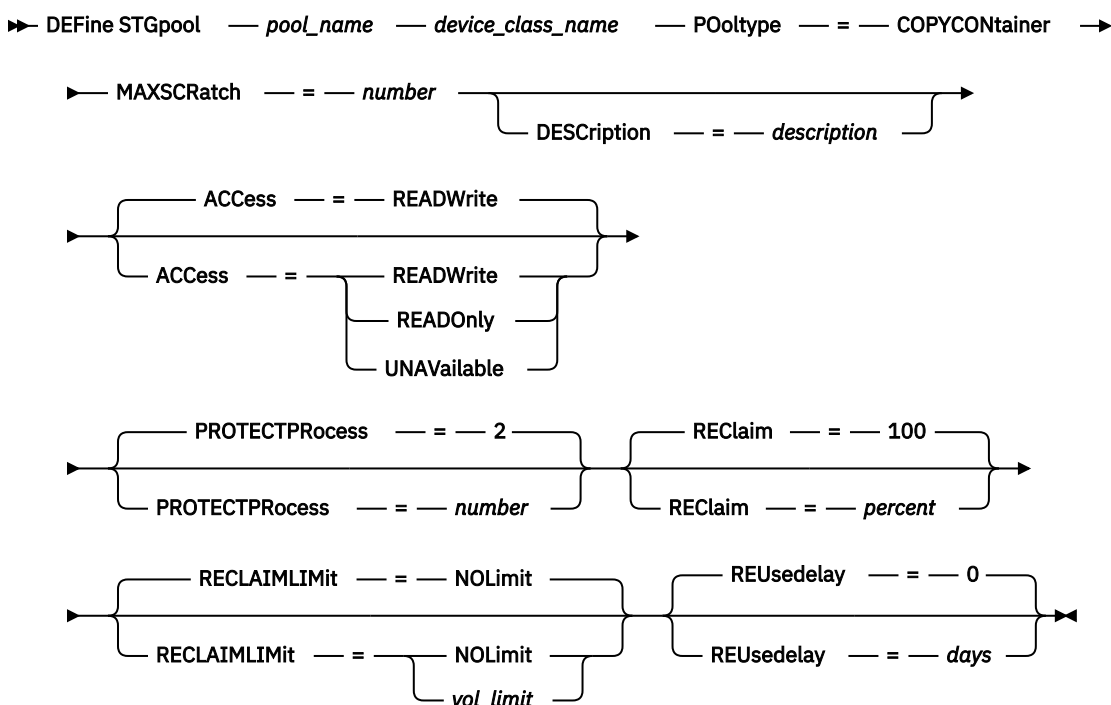 DEFine STGpool pool_name device_class_name POoltype = COPYCONtainer
MAXSCRatch = number
DESCription = description
ACCess = READWrite
ACCess = READWrite
READOnly
UNAVailable
PROTECTPRocess = 2 REClaim = 100
PROTECTPRocess = number REClaim = percent
RECLAIMLIMit = NOLimit REUsedelay = 0
RECLAIMLIMit = NOLimit REUsedelay = days
vol_limit